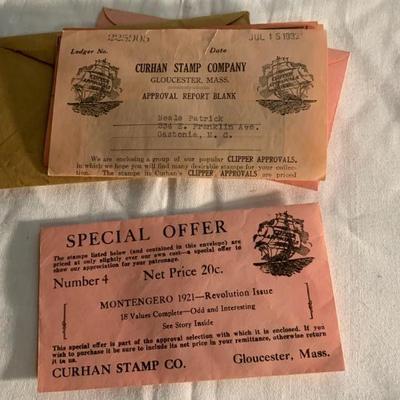 225905 JUL 15 1932
Ledger No. Date
CURHAN STAMP COMPANY
GLOUCESTER, MASS.
APPROVAL REPORT BLANK
Neale Patrick
E. Franklin Ave.
Gastonia, N. C.
We are enclosing a group of our popular CLIPPER APPROVALS,
in which we hope you will find many desirable stamps for your collec-
tion. The stamps in Curhan's CLIPPER APPROVALS are priced
SPECIAL OFFER
The stamps listed below (and contained in this envelope) are
priced at only slightly over our own cost—a special offer to
show our appreciation for your patronage.
Number 4 Net Price 20c.
MONTENGERO 1921—Revolution Issue
18 Values Complete—Odd and Interesting
See Story Inside
This special offer is part of the approval selection with which it is enclosed. If you
wish to purchase it be sure to include its net price in your remittance, otherwise return
it intact.
CURHAN STAMP CO. Gloucester, Mass.